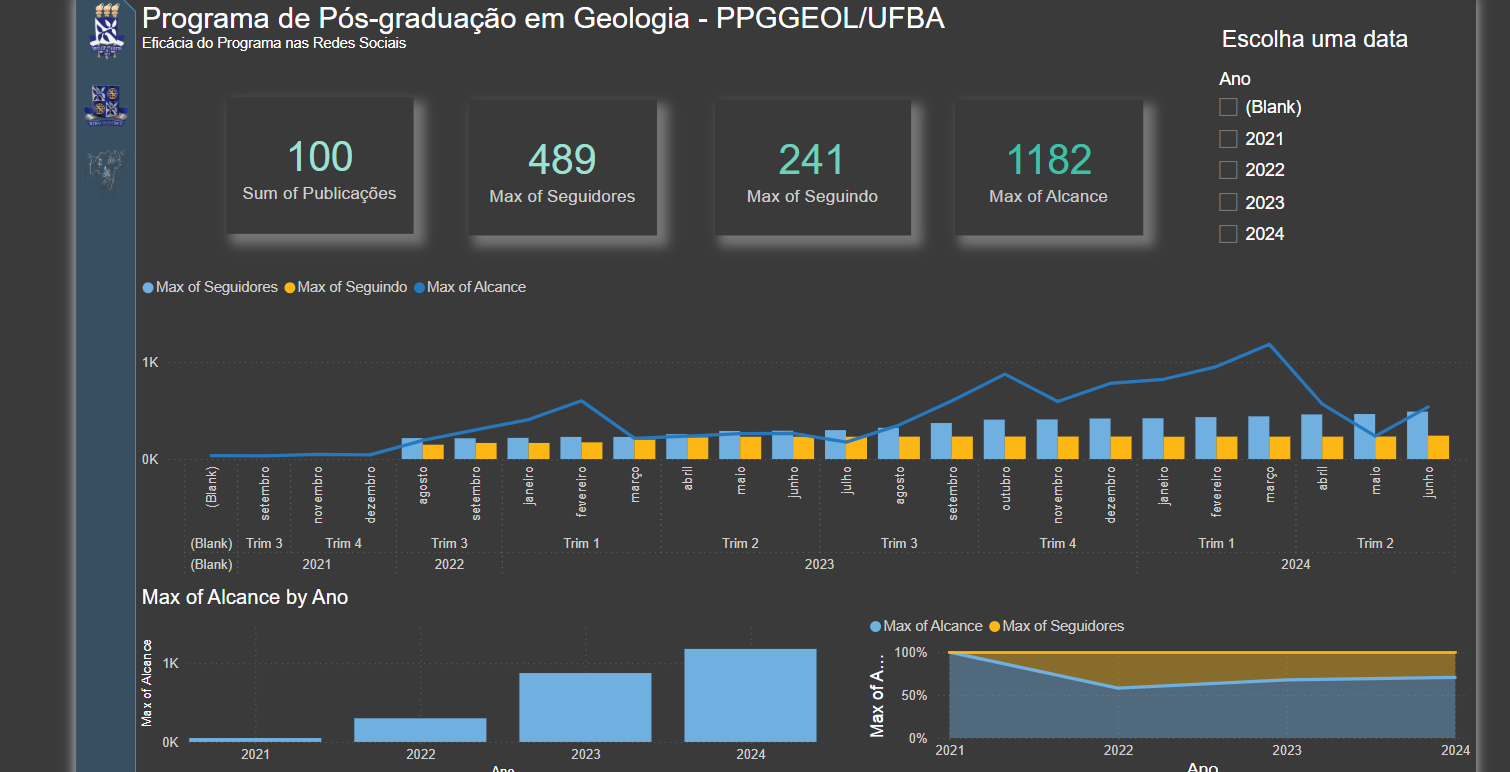 Programa de Pós-graduação em Geologia - PPGGEOL/UFBA
Eficácia do Programa nas Redes Sociais
Escolha uma data
Ano
(Blank)
2021
2022
2023
2024
100
Sum of Publicações
489
Max of Seguidores
241
Max of Seguindo
1182
Max of Alcance
Max of Seguidores Max of Seguindo Max of Alcance
1K
0K
(Blank) setembro novembro dezembro agosto setembro janeiro fevereiro março abril maio junho julho agosto setembro outubro novembro dezembro janeiro fevereiro março abril maio junho
(Blank) Trim 3 Trim 4 Trim 3 Trim 1 Trim 2 Trim 3 Trim 4 Trim 1 Trim 2
(Blank) 2021 2022 2023 2024
Max of Alcance by Ano
Max of Alcance
1K
0K
2021 2022 2023 2024
Ano
Max of Alcance Max of Seguidores
Max of A...
100%
50%
0%
2021 2022 2023 2024
Ano